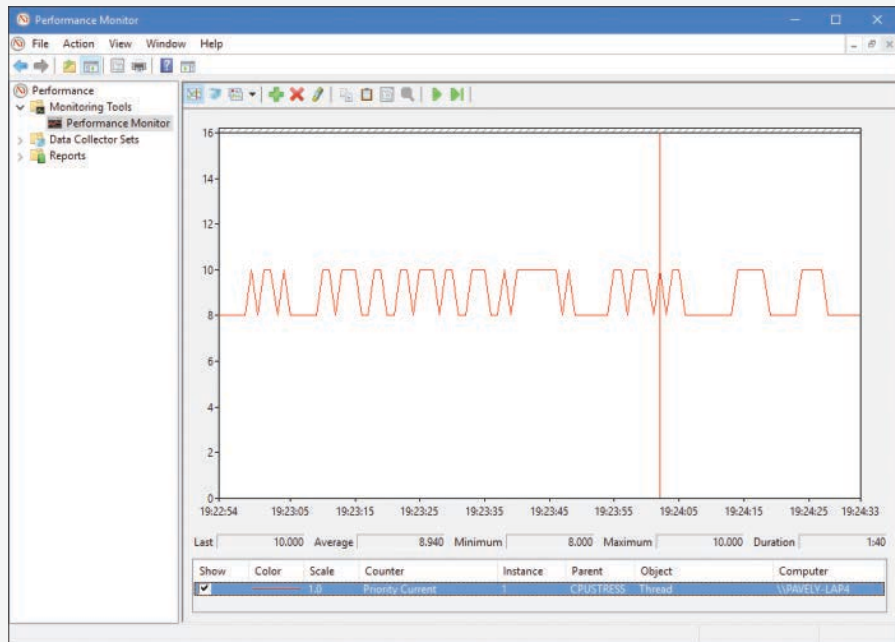 Performance Monitor
File Action View Window Help
Performance
Monitoring Tools
Performance Monitor
Data Collector Sets
Reports
16
14
12
10
8
6
4
2
0
19:22:54 19:23:05 19:23:15 19:23:25 19:23:35 19:23:45 19:23:55 19:24:05 19:24:15 19:24:25 19:24:33
Last 10.000 Average 8.940 Minimum 8.000 Maximum 10.000 Duration 1:40
Show Color Scale Counter Instance Parent Object Computer
1.0 Priority Current 1 CPUSTRESS Thread \\PAVELY-LAP4